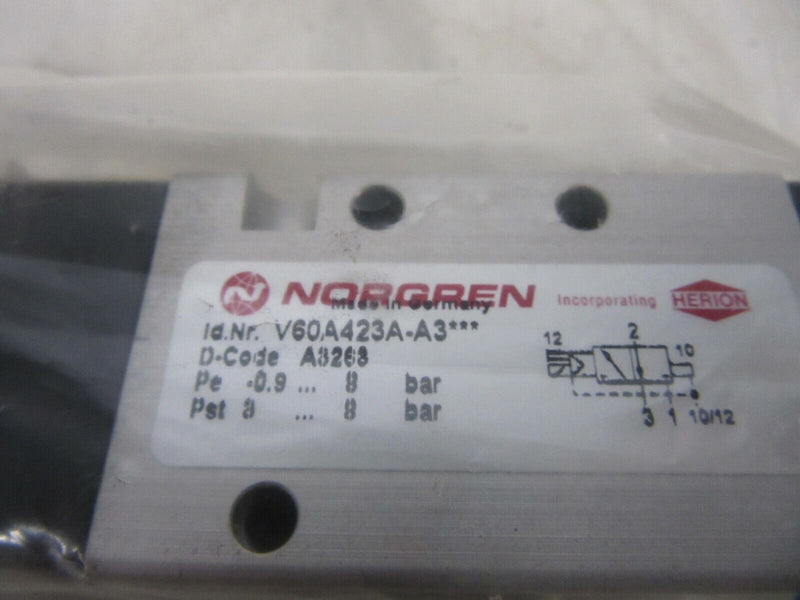 NORGREN Incorporating HERION
Made in Germany
Id.Nr. V60A423A-A3***
D-Code
Pe -0.9 ... 8 bar
Pst 3 ... 8 bar
12 2 10
3 1 10/12